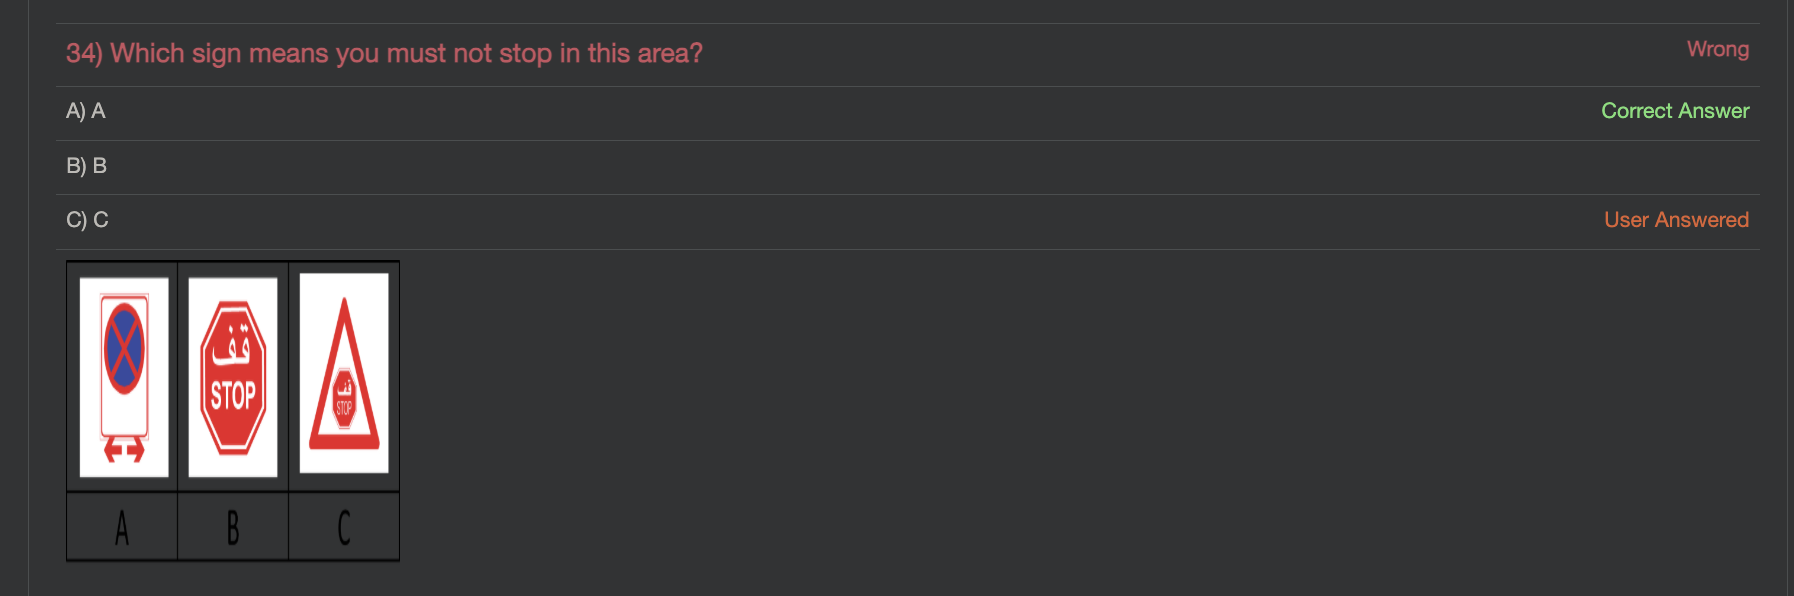 34) Which sign means you must not stop in this area?
Wrong
A) A
Correct Answer
B) B
C) C
User Answered
قف
STOP
قف
STOP
A
B
C